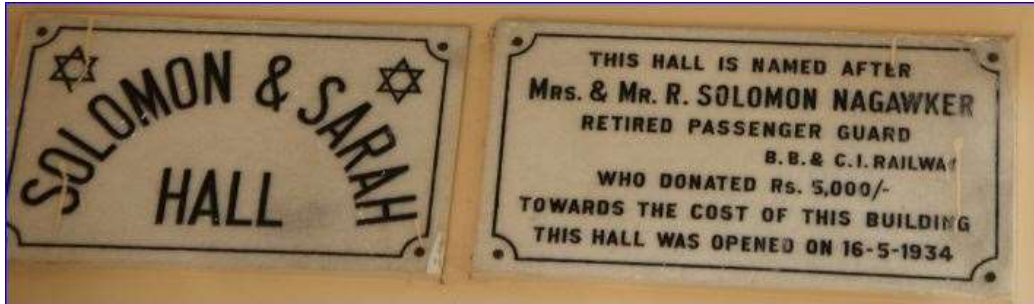 SOLOMON & SARAH
HALL
THIS HALL IS NAMED AFTER
MRS. & MR. R. SOLOMON NAGAWKER
RETIRED PASSENGER GUARD
B.B. & C.I. RAILWAY
WHO DONATED Rs. 5,000/-
TOWARDS THE COST OF THIS BUILDING
THIS HALL WAS OPENED ON 16-5-1934